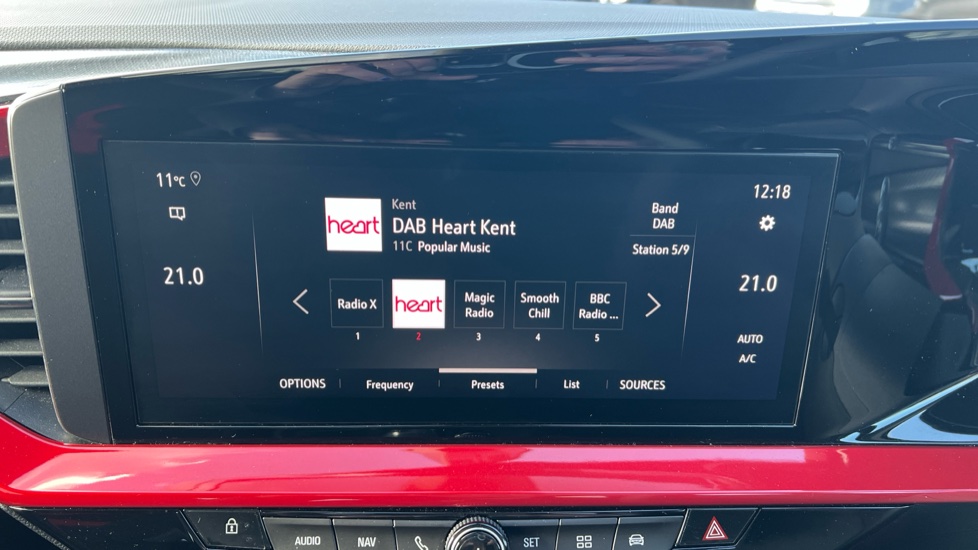 11°C
12:18
21.0
heart
Kent
DAB Heart Kent
11C Popular Music
Band
DAB
Station 5/9
21.0
Radio X
heart
Magic
Radio
Smooth
Chill
BBC
Radio ...
1 2 3 4 5
AUTO
A/C
OPTIONS Frequency Presets List SOURCES
AUDIO NAV SET